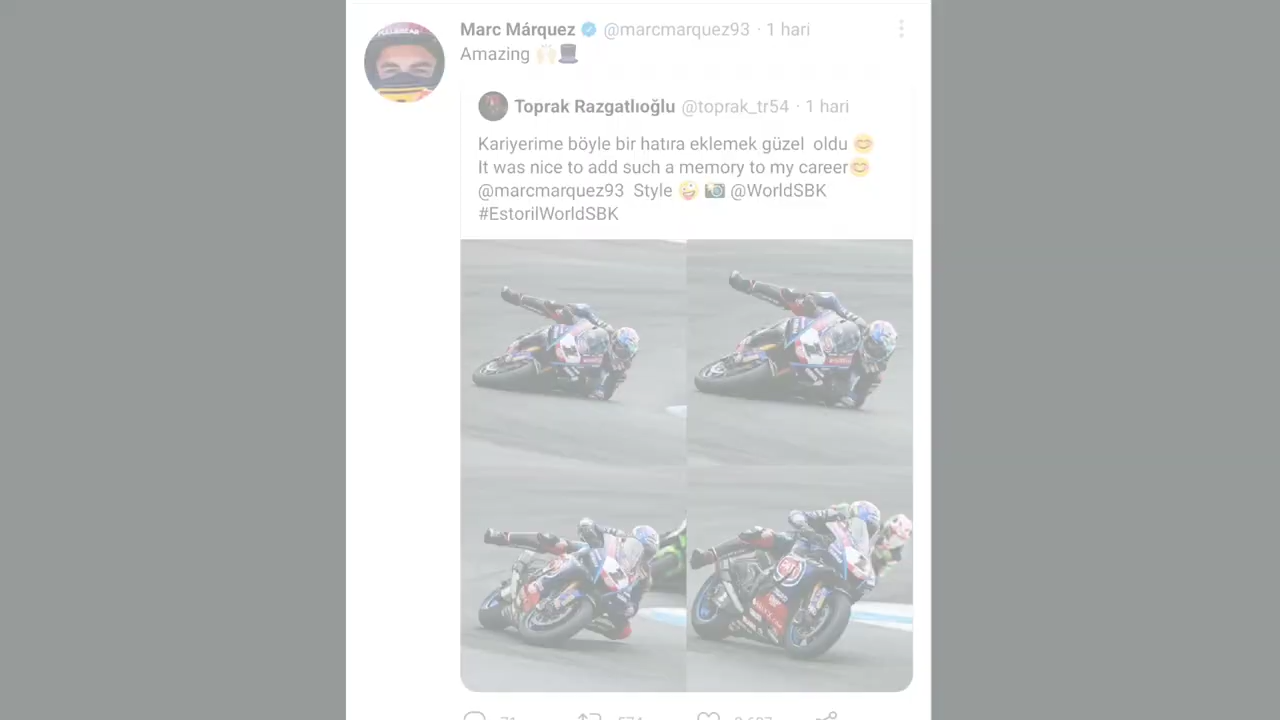 Marc Márquez @marcmarquez93 · 1 hari
Amazing 🙌🎩
Toprak Razgatlıoğlu @toprak_tr54 · 1 hari
Kariyerime böyle bir hatıra eklemek güzel oldu 😊
It was nice to add such a memory to my career😊
@marcmarquez93 Style 🤪 📸 @WorldSBK
#EstorilWorldSBK